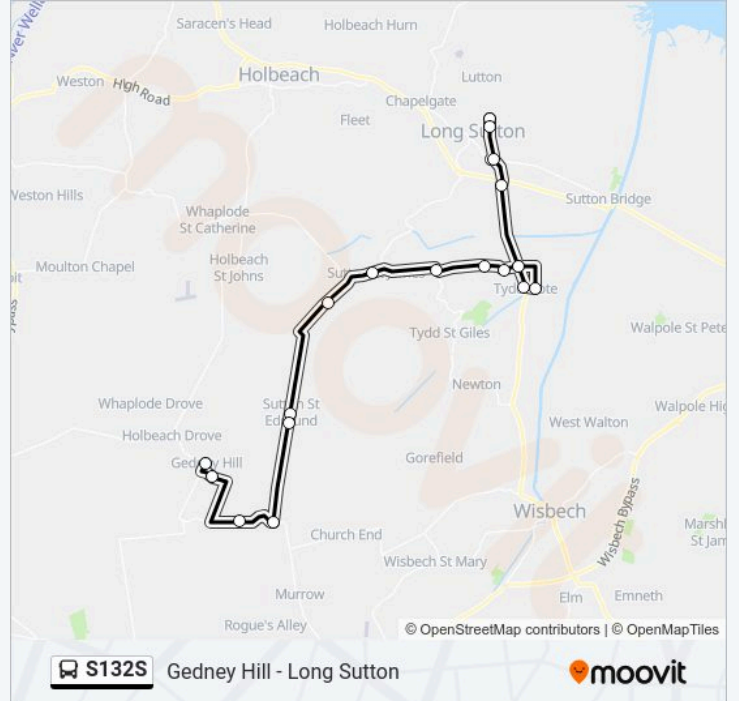 Saracen's Head
Holbeach Hurn
Weston
High Road
Holbeach
Lutton
Chapelgate
Fleet
Long Sutton
Weston Hills
Sutton Bridge
Whaplode
St Catherine
Moulton Chapel
Holbeach
St Johns
Tydd St Giles
Walpole St Pete
Newton
Whaplode Drove
Sutton St
Edmund
Walpole Hig
Holbeach Drove
West Walton
Gedney Hill
Gorefield
Wisbech
Wisbech Bypass
Church End
Marshl
St Jam
Wisbech St Mary
Murrow
Elm
Emneth
Rogue's Alley
© OpenStreetMap contributors | © OpenMapTiles
S132S
Gedney Hill - Long Sutton
moovit